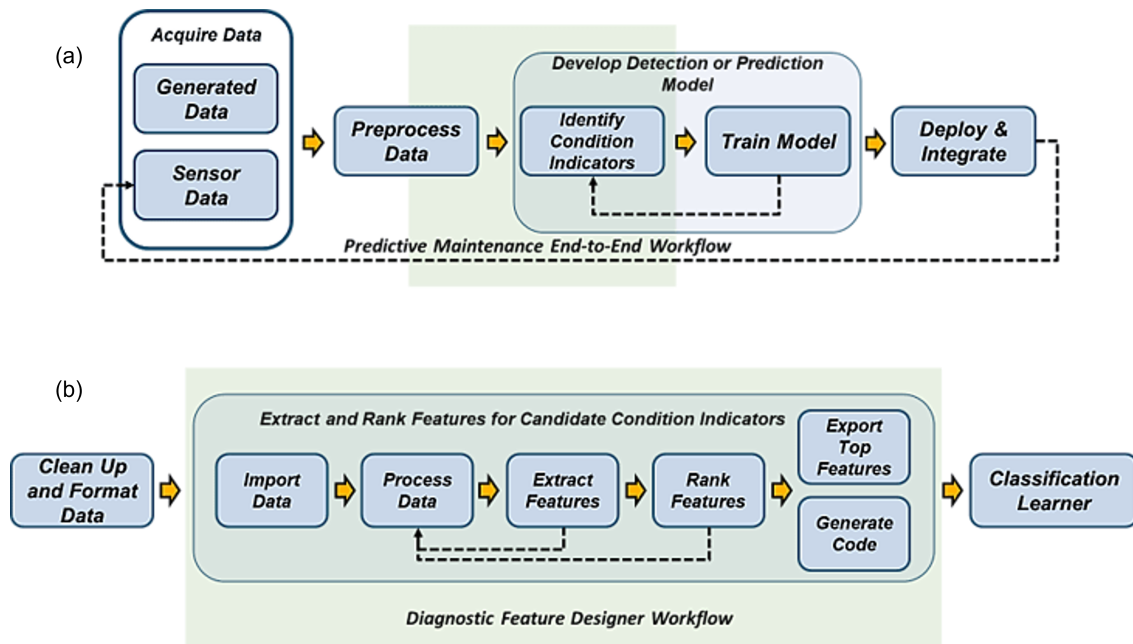 (a)
Acquire Data
Generated
Data
Sensor
Data
Preprocess
Data
Develop Detection or Prediction
Model
Identify
Condition
Indicators
Train Model
Deploy &
Integrate
Predictive Maintenance End-to-End Workflow
(b)
Extract and Rank Features for Candidate Condition Indicators
Clean Up
and Format
Data
Import
Data
Process
Data
Extract
Features
Rank
Features
Export
Top
Features
Generate
Code
Classification
Learner
Diagnostic Feature Designer Workflow